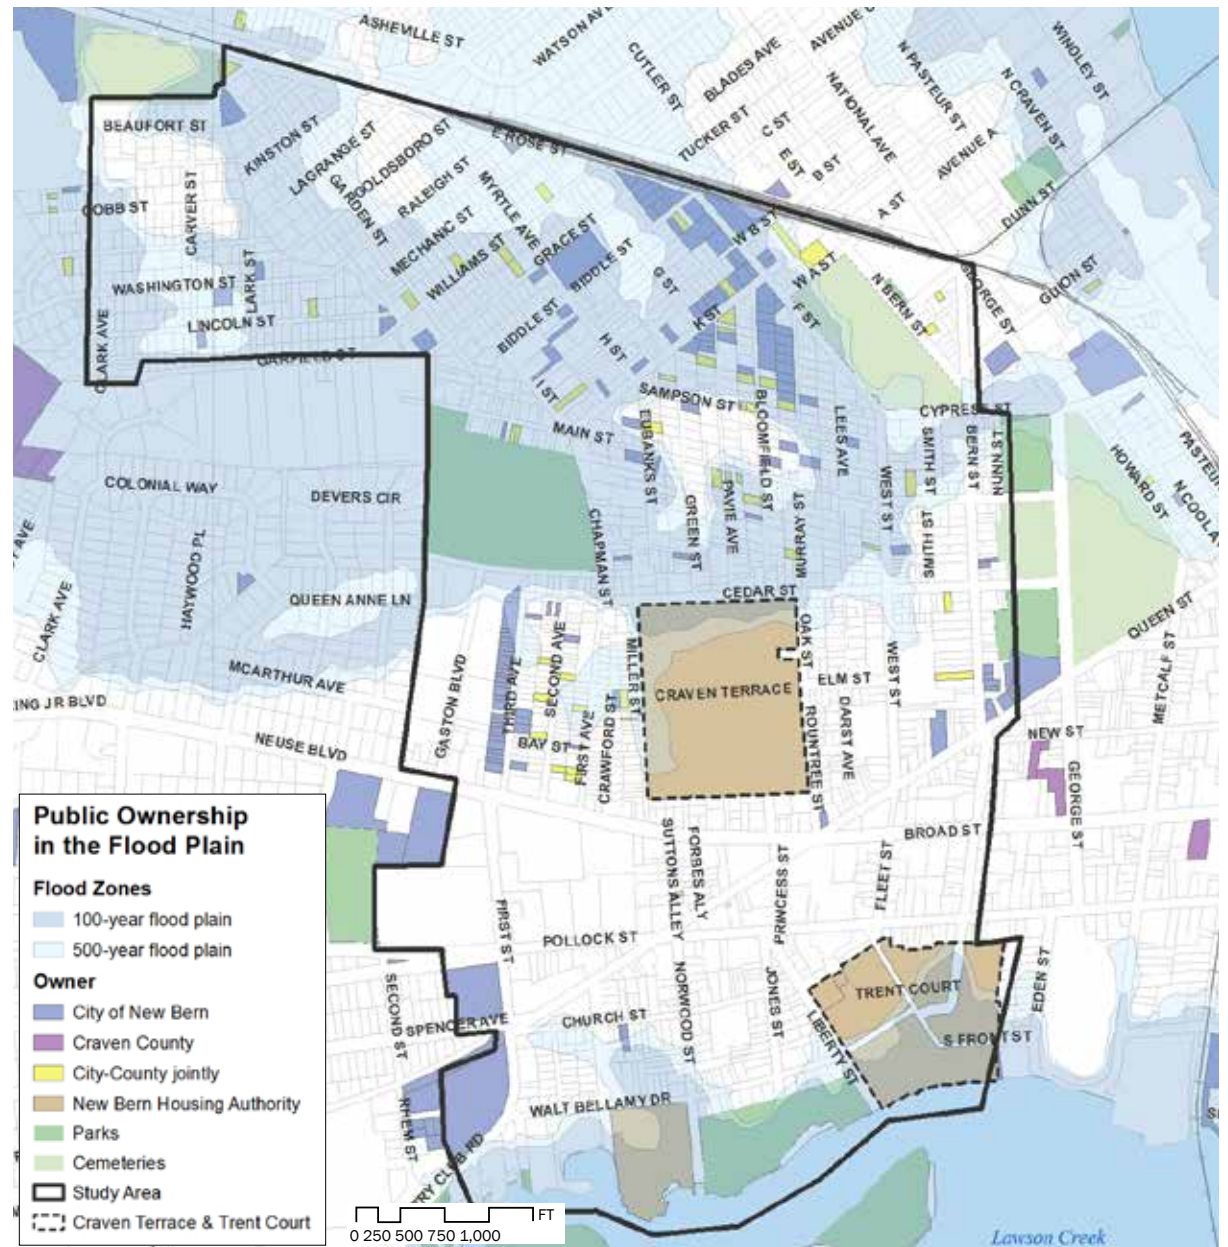 ASHEVILLE ST
WATSON AVE
CUTLER ST
BLADES AVE
AVENUE C
N PASTEUR ST
WINGLEY ST
N CRAVEN ST
NATIONAL AVE
TUCKER ST
C ST
E ST
B ST
AVENUE A
A ST
DUNN ST
BEAUFORT ST
KINSTON ST
LAGRANGE ST
GOLDSBORO ST
E ROSE ST
GARDEN ST
RALEIGH ST
MYRTLE AVE
COBB ST
CARVER ST
MECHANIC ST
WILLIAMS ST
GRACE ST
BIDDLE ST
G ST
W B ST
W A ST
N BERN ST
GEORGE ST
GUION ST
WASHINGTON ST
LARK ST
LINCOLN ST
BIDDLE ST
H ST
K ST
F ST
CLARK AVE
GARFIELD ST
I ST
SAMPSON ST
BLOOMFIELD ST
LEES AVE
CYPRESS ST
MAIN ST
EUBANKS ST
SMITH ST
BERN ST
NUNN ST
HOWARD ST
PASTEUR
N COOL
COLONIAL WAY
DEVERS CIR
PAVIE AVE
WEST ST
GREEN ST
MURRAY ST
SMITH ST
CHAPMAN ST
HAYWOOD PL
CLARK AVE
QUEEN ANNE LN
CEDAR ST
QUEEN ST
METCALF ST
MILLER ST
OAK ST
WEST ST
MCARTHUR AVE
ING JR BLVD
GASTON BLVD
THIRD AVE
SECOND AVE
CRAVEN TERRACE
ELM ST
DARST AVE
NEUSE BLVD
BAY ST
FIRST AVE
CRAWFORD ST
ROUNTREE ST
NEW ST
GEORGE ST
BROAD ST
SUTTONS ALLEY
FORBES ALY
PRINCESS ST
FLEET ST
FIRST ST
POLLOCK ST
SECOND ST
SPENCER AVE
CHURCH ST
NORWOOD ST
JONES ST
LIBERTY ST
TRENT COURT
S FRONT ST
EDEN ST
RHEM ST
WALT BELLAMY DR
TRY CLUB RD
Lawson Creek
Public Ownership
in the Flood Plain
Flood Zones
100-year flood plain
500-year flood plain
Owner
City of New Bern
Craven County
City-County jointly
New Bern Housing Authority
Parks
Cemeteries
Study Area
Craven Terrace & Trent Court
FT
0 250 500 750 1,000